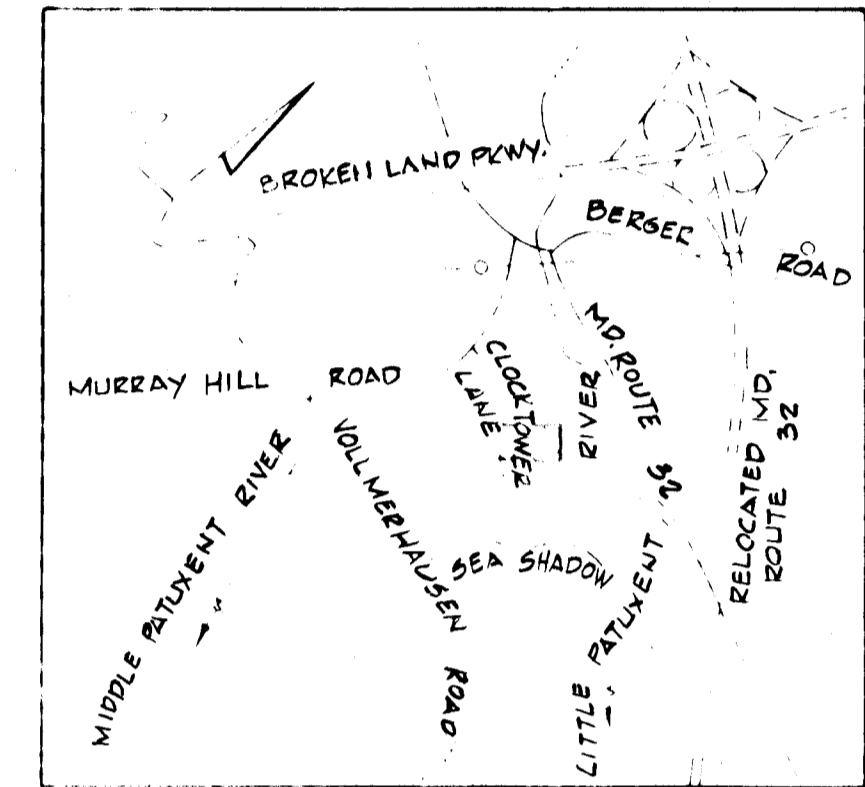 BROKEN LAND PKWY.
BERGER
ROAD
MD. ROUTE 32
CLOCKTOWER
LANE
RIVER
MURRAY HILL ROAD
RELOCATED MD.
ROUTE 32
VOLLMERHAUSEN ROAD
MIDDLE PATUXENT RIVER
SEA SHADOW
LITTLE PATUXENT